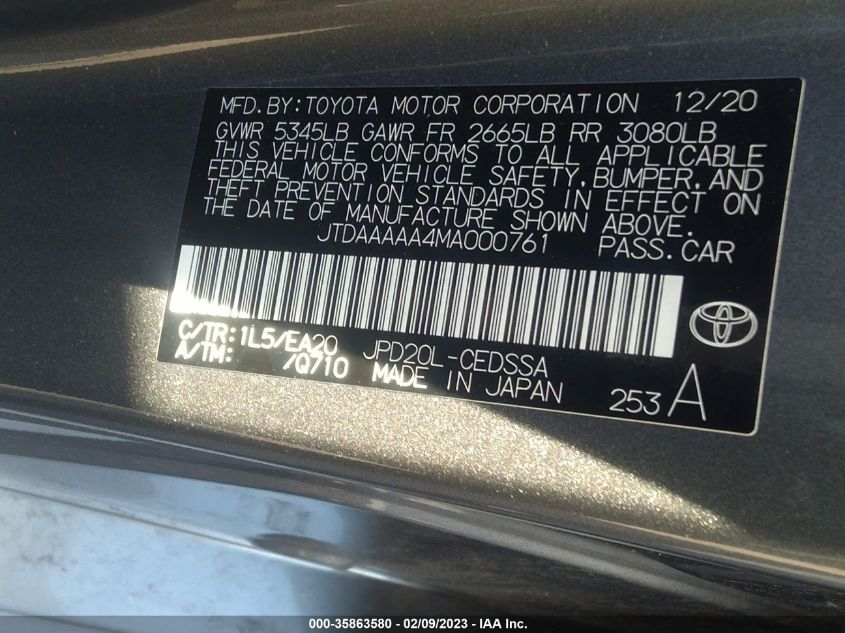 MFD.BY:TOYOTA MOTOR CORPORATION 12/20
GVWR 5345LB GAWR FR 2665LB RR 3080LB
THIS VEHICLE CONFORMS TO ALL APPLICABLE
FEDERAL MOTOR VEHICLE SAFETY,BUMPER,AND
THEFT PREVENTION STANDARDS IN EFFECT ON
THE DATE OF MANUFACTURE SHOWN ABOVE.
JTDAAAAA4MA000761 PASS.CAR
C/TR:1L5/EA20 JPD20L-CEDSSA
A/TM: /Q710 MADE IN JAPAN 253A
000-35863580 — 02/09/2023 — IAA Inc.